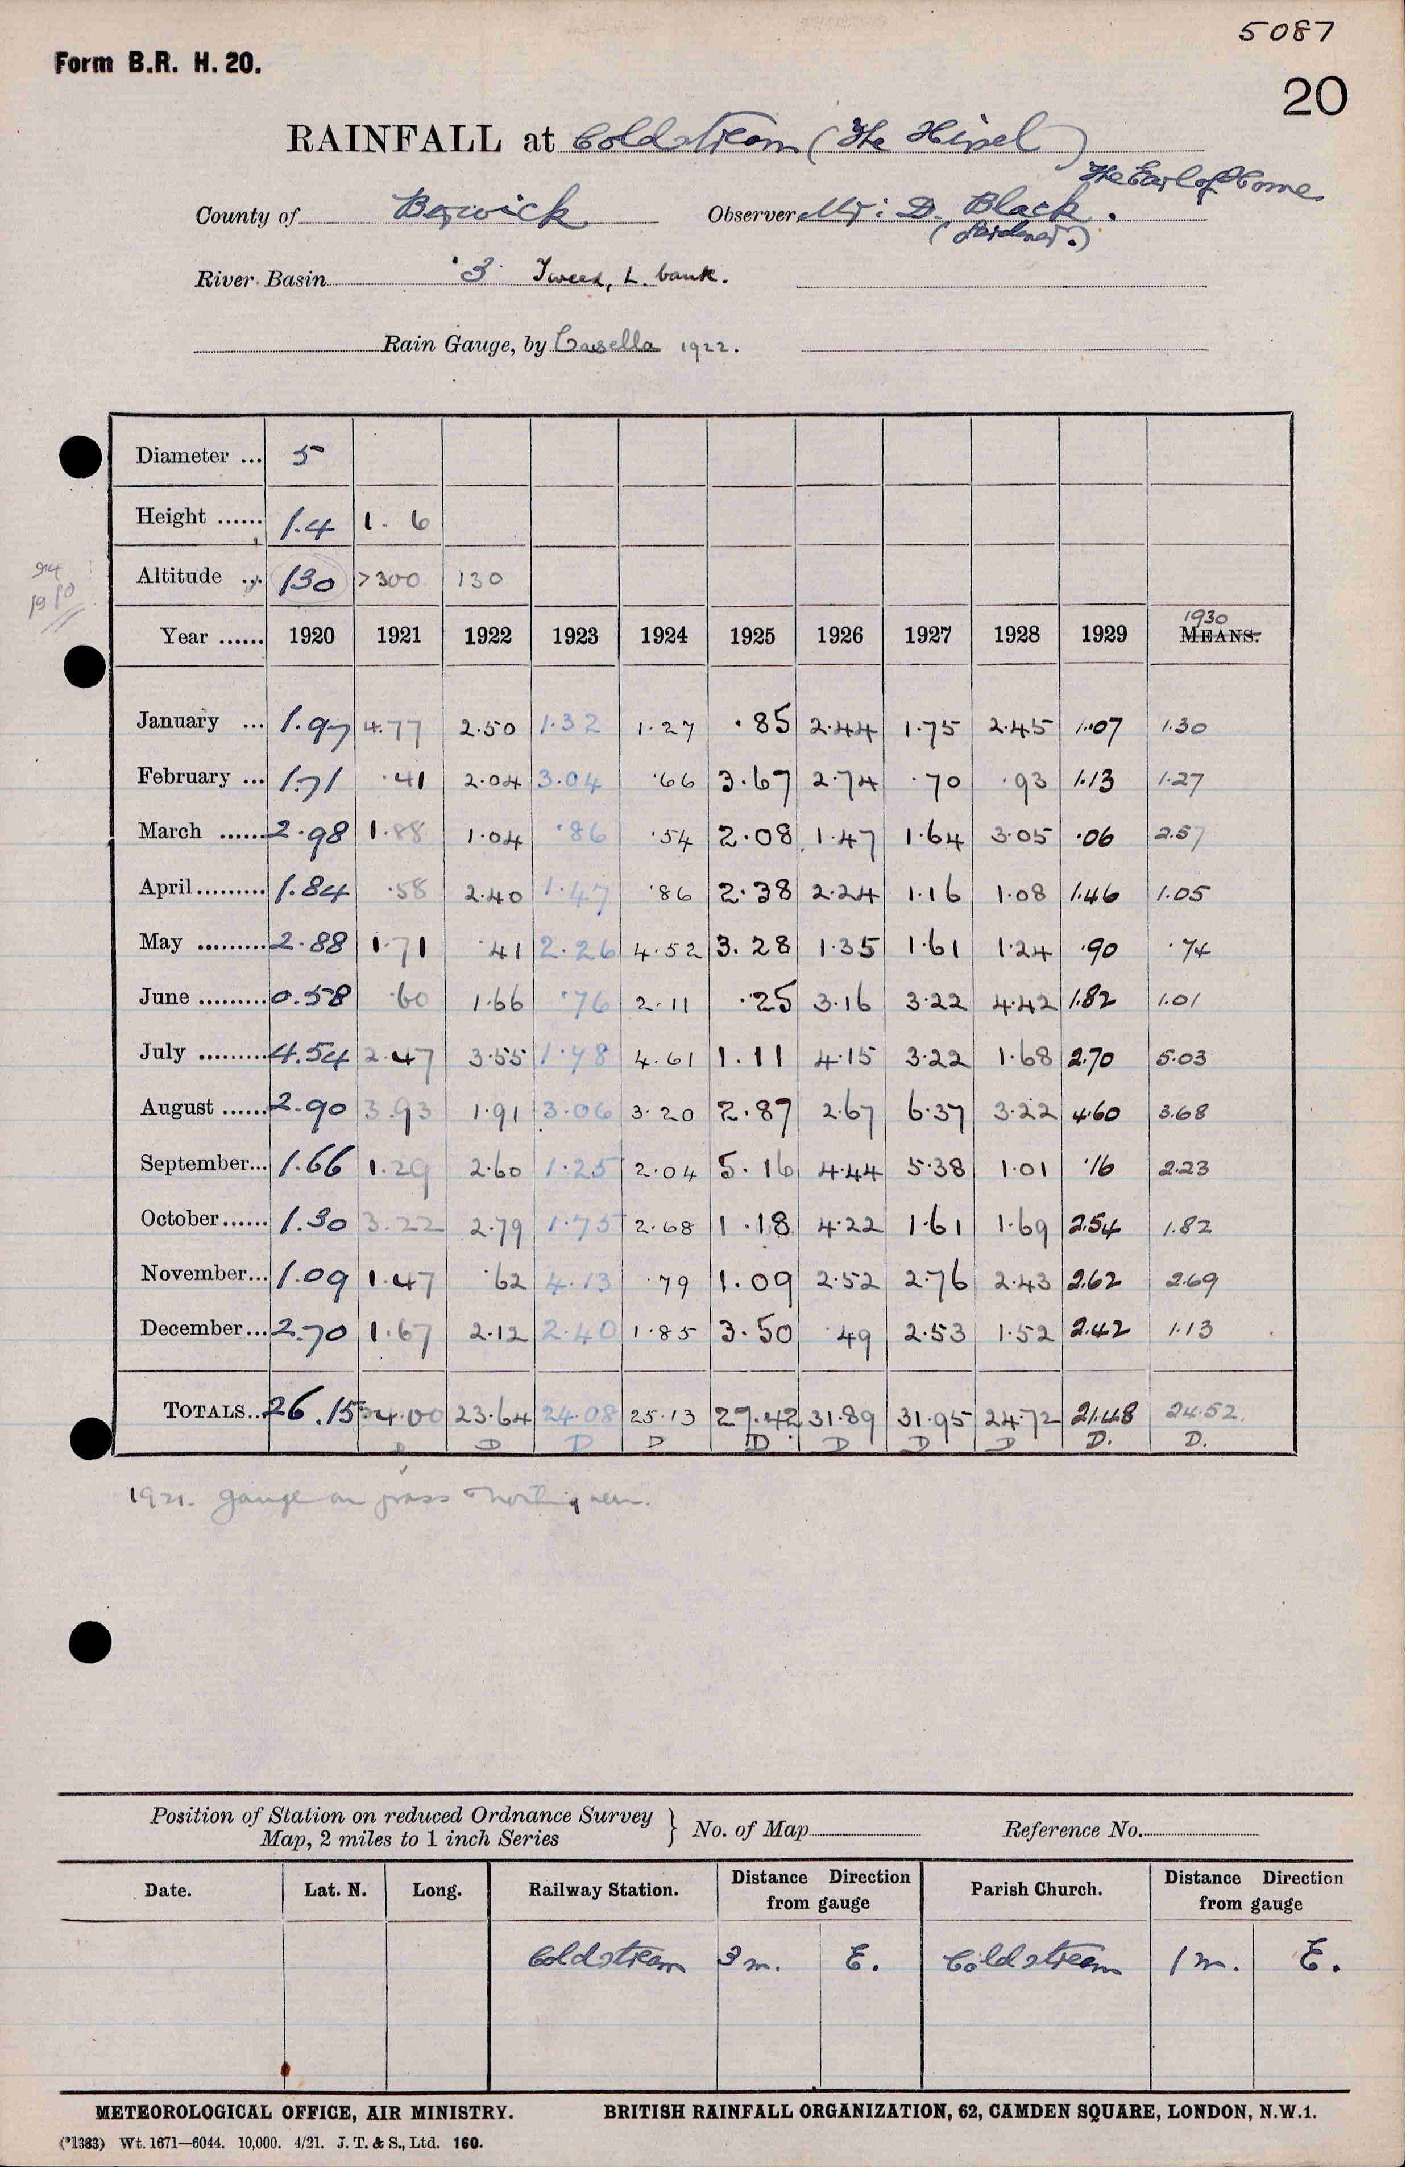 5087
Form B.R. H. 20.
20
RAINFALL at Coldstream (The Hirsel)
The Earl of Home
County of Berwick Observer, Mr: D. Black.
(Gardener.)
River Basin 3 Tweed, L. bank.
Rain Gauge, by Casella 1922.
Diameter ... 5
Height ...... 1.4 1. 6
Altitude ... 130 >300 130
1930
Year ...... 1920 1921 1922 1923 1924 1925 1926 1927 1928 1929 MEANS.
January ... 1.97 4.77 2.50 1.32 1.27 .85 2.44 1.75 2.45 1.07 1.30
February ... 1.71 .41 2.04 3.04 .66 3.67 2.74 .70 .93 1.13 1.27
March ...... 2.98 1.88 1.04 .86 .54 2.08 1.47 1.64 3.05 .06 2.57
April ......... 1.84 .58 2.40 1.47 .86 2.38 2.24 1.16 1.08 1.46 1.05
May ......... 2.88 1.71 .41 2.26 4.52 3.28 1.35 1.61 1.24 .90 .74
June ......... 0.58 .60 1.66 .76 2.11 .25 3.16 3.22 4.42 1.82 1.01
July ......... 4.54 2.47 3.55 1.78 4.61 1.11 4.15 3.22 1.68 2.70 5.03
August ...... 2.90 3.93 1.91 3.06 3.20 2.87 2.67 6.37 3.22 4.60 3.68
September... 1.66 1.29 2.60 1.25 2.04 5.16 4.44 5.38 1.01 .16 2.23
October...... 1.30 3.22 2.79 1.75 2.68 1.18 4.22 1.61 1.69 2.54 1.82
November... 1.09 1.47 .62 4.13 .79 1.09 2.52 2.76 2.43 2.62 2.69
December... 2.70 1.67 2.12 2.40 1.85 3.50 .49 2.53 1.52 2.42 1.13
TOTALS.. 26.15 24.00 23.64 24.08 25.13 27.42 31.89 31.95 24.72 21.48 24.52.
D D D D D D D D. D.
1921. gauge on grass
Position of Station on reduced Ordnance Survey
Map, 2 miles to 1 inch Series } No. of Map Reference No.
Date. Lat. N. Long. Railway Station. Distance Direction from gauge Parish Church. Distance Direction from gauge
Coldstream 3 m. E. Coldstream 1 m. E.
METEOROLOGICAL OFFICE, AIR MINISTRY. BRITISH RAINFALL ORGANIZATION, 62, CAMDEN SQUARE, LONDON, N.W.1.
(*1383) Wt. 1671—6044. 10,000. 4/21. J. T. & S., Ltd. 160.